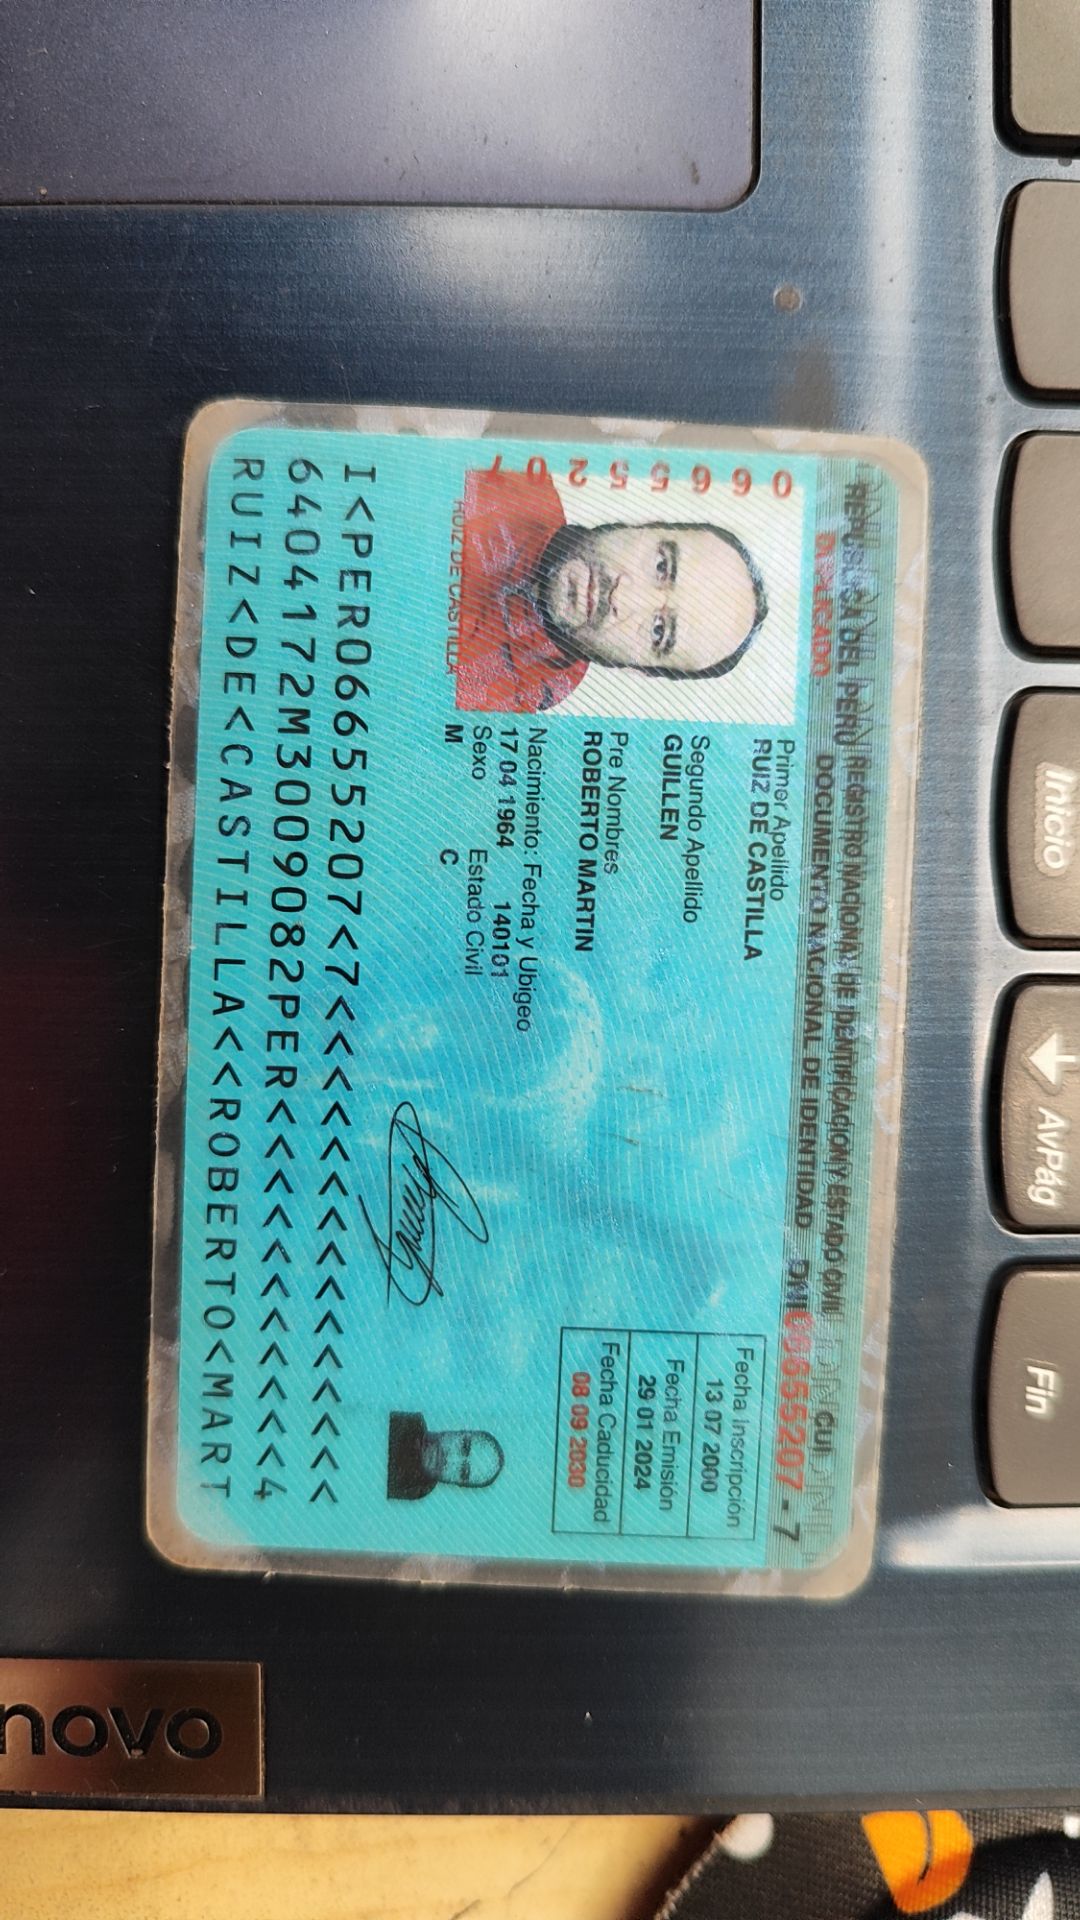 REPUBLICA DEL PERU REGISTRO NACIONAL DE IDENTIFICACION Y ESTADO CIVIL
DUPLICADO DOCUMENTO NACIONAL DE IDENTIDAD DNI 06655207 - 7
06655207
RUIZ DE CASTILLA
Primer Apellido
RUIZ DE CASTILLA
Segundo Apellido
GUILLEN
Pre Nombres
ROBERTO MARTIN
Nacimiento: Fecha y Ubigeo
17 04 1964 140101
Sexo Estado Civil
M C
Fecha Inscripción
13 07 2000
Fecha Emisión
29 01 2024
Fecha Caducidad
08 09 2030
I<PER06655207<7<<<<<<<<<<<<<<<
6404172M3009082PER<<<<<<<<<<<4
RUIZ<DE<CASTILLA<<ROBERTO<MART
Inicio
AvPág
Fin
novo